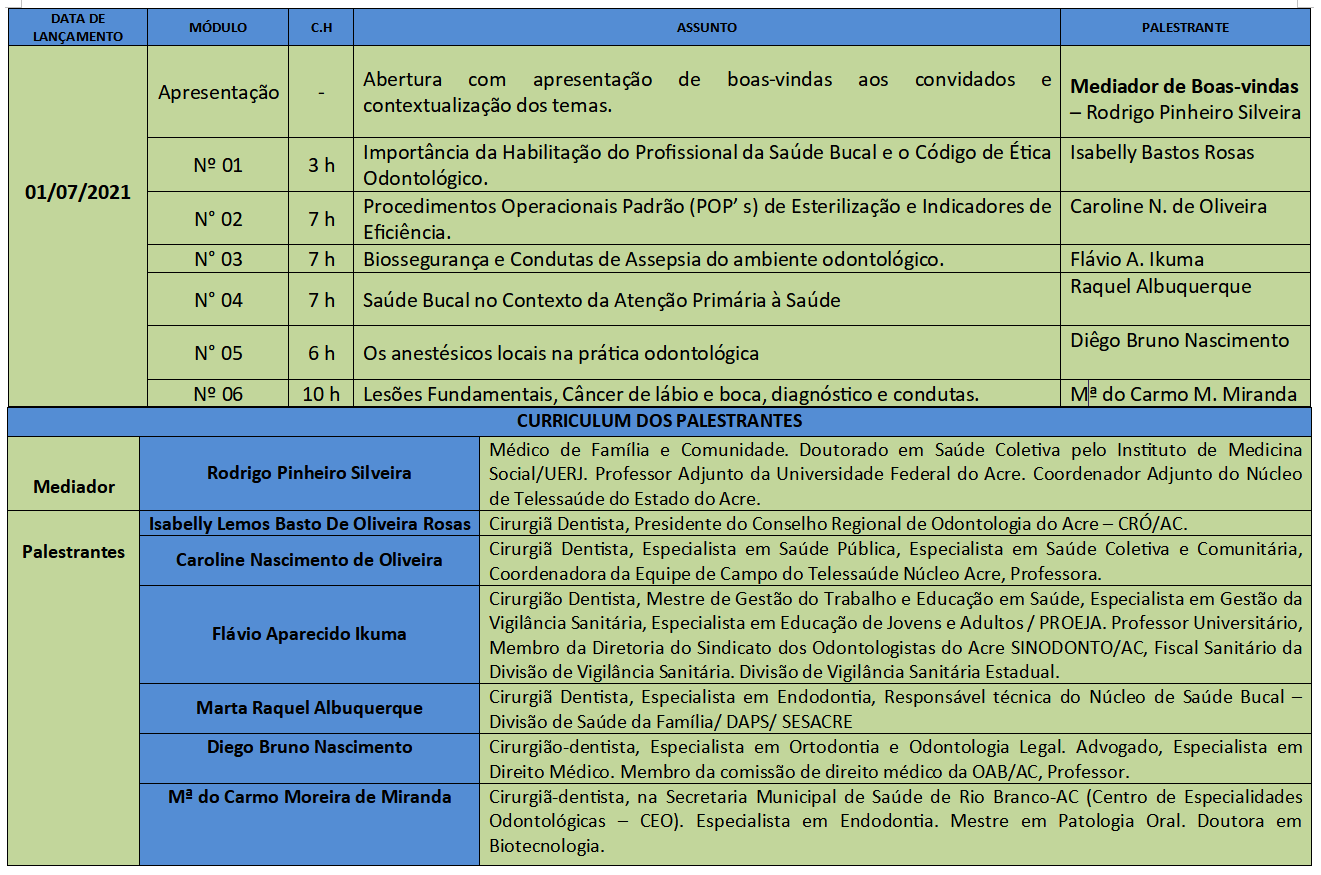 DATA DE
LANÇAMENTO
MÓDULO
C.H
ASSUNTO
PALESTRANTE
01/07/2021
Apresentação
-
Abertura com apresentação de boas-vindas aos convidados e
contextualização dos temas.
Mediador de Boas-vindas
– Rodrigo Pinheiro Silveira
Nº 01
3 h
Importância da Habilitação do Profissional da Saúde Bucal e o Código de Ética
Odontológico.
Isabelly Bastos Rosas
N° 02
7 h
Procedimentos Operacionais Padrão (POP’ s) de Esterilização e Indicadores de
Eficiência.
Caroline N. de Oliveira
N° 03
7 h
Biossegurança e Condutas de Assepsia do ambiente odontológico.
Flávio A. Ikuma
N° 04
7 h
Saúde Bucal no Contexto da Atenção Primária à Saúde
Raquel Albuquerque
N° 05
6 h
Os anestésicos locais na prática odontológica
Diêgo Bruno Nascimento
Nº 06
10 h
Lesões Fundamentais, Câncer de lábio e boca, diagnóstico e condutas.
Mª do Carmo M. Miranda
CURRICULUM DOS PALESTRANTES
Mediador
Rodrigo Pinheiro Silveira
Médico de Família e Comunidade. Doutorado em Saúde Coletiva pelo Instituto de Medicina
Social/UERJ. Professor Adjunto da Universidade Federal do Acre. Coordenador Adjunto do Núcleo
de Telessaúde do Estado do Acre.
Palestrantes
Isabelly Lemos Basto De Oliveira Rosas
Cirurgiã Dentista, Presidente do Conselho Regional de Odontologia do Acre – CRÓ/AC.
Caroline Nascimento de Oliveira
Cirurgiã Dentista, Especialista em Saúde Pública, Especialista em Saúde Coletiva e Comunitária,
Coordenadora da Equipe de Campo do Telessaúde Núcleo Acre, Professora.
Flávio Aparecido Ikuma
Cirurgião Dentista, Mestre de Gestão do Trabalho e Educação em Saúde, Especialista em Gestão da
Vigilância Sanitária, Especialista em Educação de Jovens e Adultos / PROEJA. Professor Universitário,
Membro da Diretoria do Sindicato dos Odontologistas do Acre SINODONTO/AC, Fiscal Sanitário da
Divisão de Vigilância Sanitária. Divisão de Vigilância Sanitária Estadual.
Marta Raquel Albuquerque
Cirurgiã Dentista, Especialista em Endodontia, Responsável técnica do Núcleo de Saúde Bucal –
Divisão de Saúde da Família/ DAPS/ SESACRE
Diego Bruno Nascimento
Cirurgião-dentista, Especialista em Ortodontia e Odontologia Legal. Advogado, Especialista em
Direito Médico. Membro da comissão de direito médico da OAB/AC, Professor.
Mª do Carmo Moreira de Miranda
Cirurgiã-dentista, na Secretaria Municipal de Saúde de Rio Branco-AC (Centro de Especialidades
Odontológicas – CEO). Especialista em Endodontia. Mestre em Patologia Oral. Doutora em
Biotecnologia.